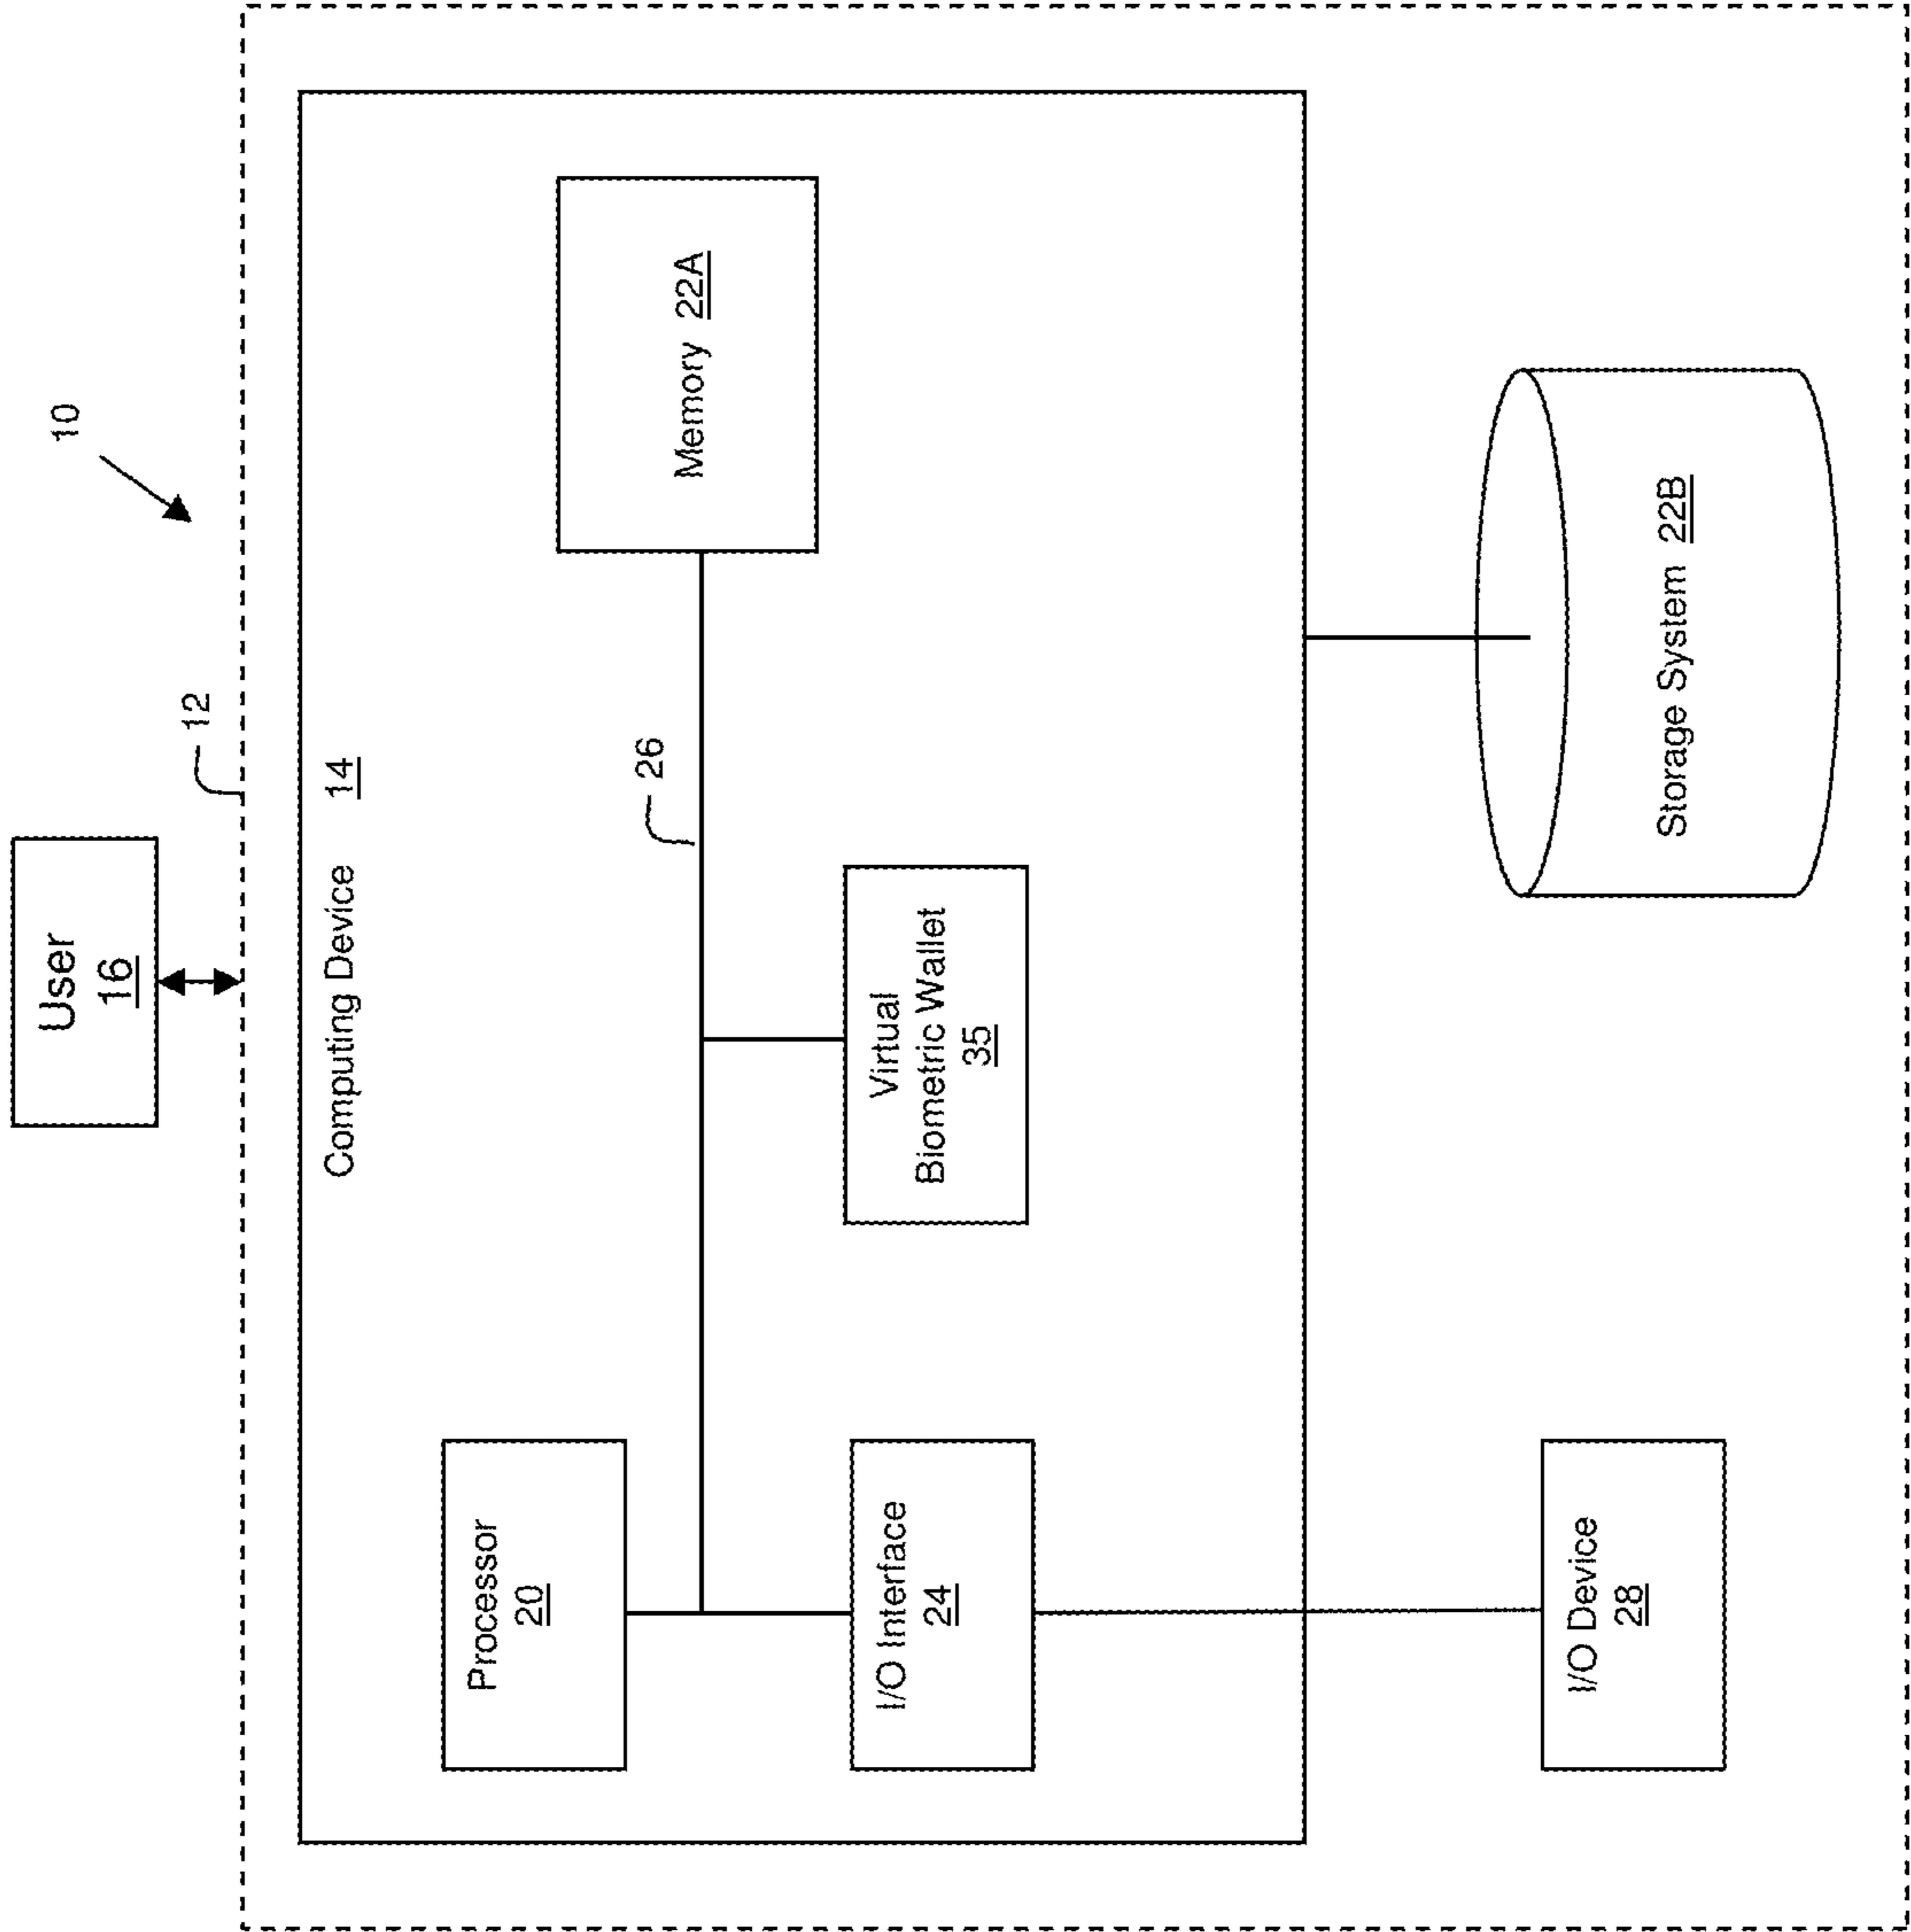 User
16
10
12
Computing Device 14
Processor
20
26
Memory 22A
I/O Interface
24
Virtual
Biometric Wallet
35
I/O Device
28
Storage System 22B